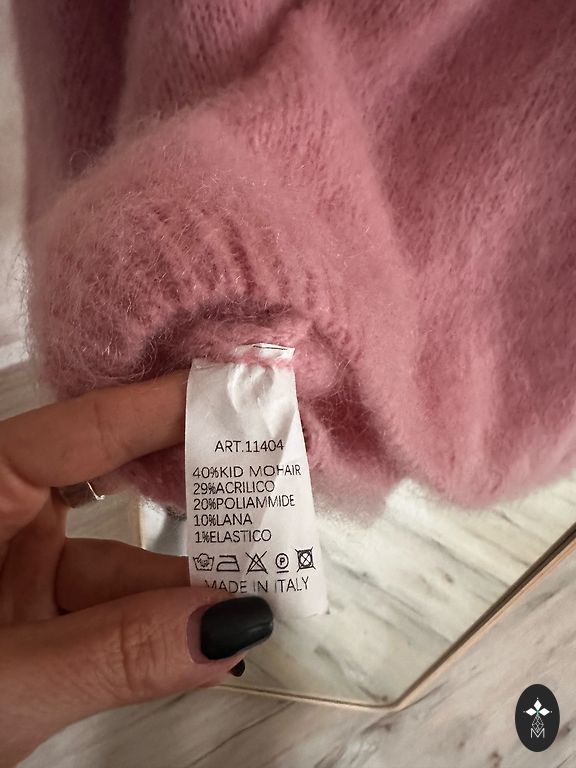 ART.11404
40%KID MOHAIR
29%ACRILICO
20%POLIAMMIDE
10%LANA
1%ELASTICO
P
MADE IN ITALY
M